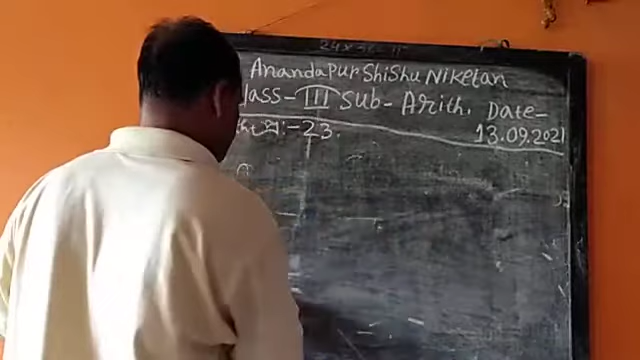 Anandapur Shishu Niketan
lass - III Sub - Arith. Date -
13.09.2021
:- 23.